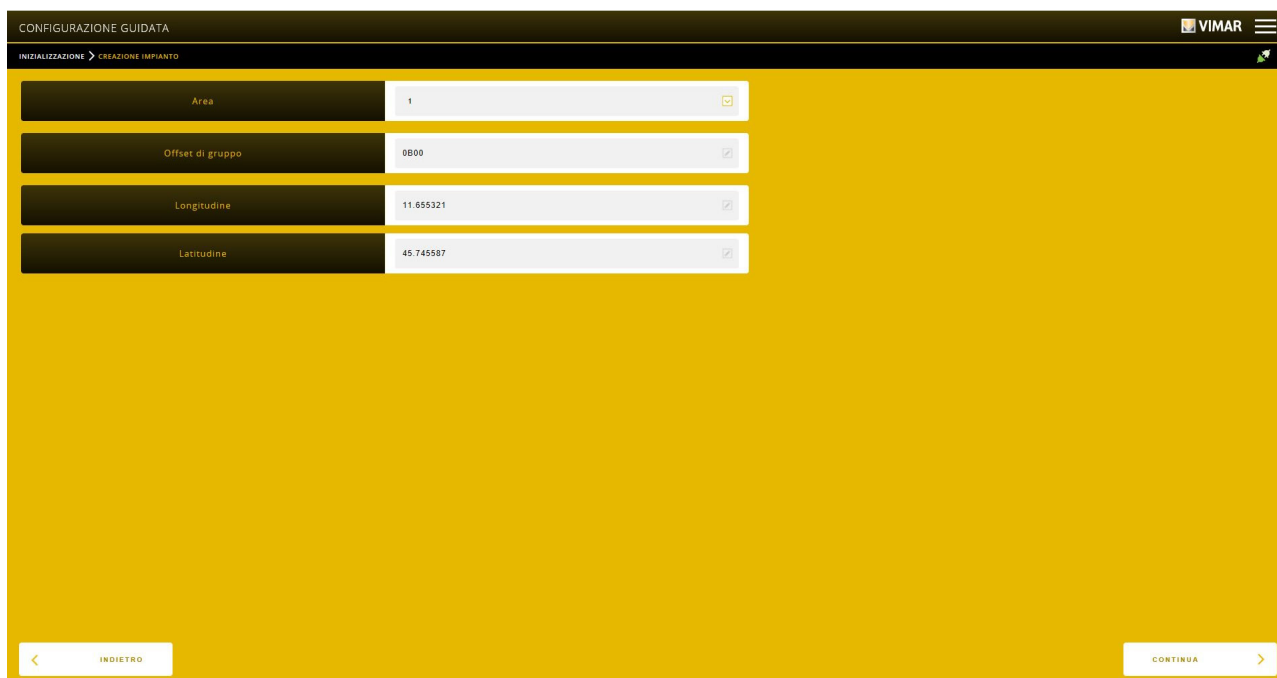 CONFIGURAZIONE GUIDATA
VIMAR
INIZIALIZZAZIONE > CREAZIONE IMPIANTO
Area 1
Offset di gruppo 0B00
Longitudine 11.655321
Latitudine 45.745587
INDIETRO
CONTINUA